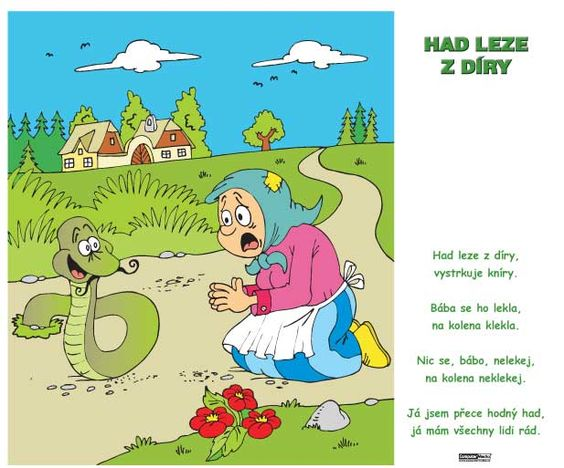 HAD LEZE
Z DÍRY
Had leze z díry,
vystrkuje kníry.
Bába se ho lekla,
na kolena klekla.
Nic se, bábo, nelekej,
na kolena neklekej.
Já jsem přece hodný had,
já mám všechny lidi rád.